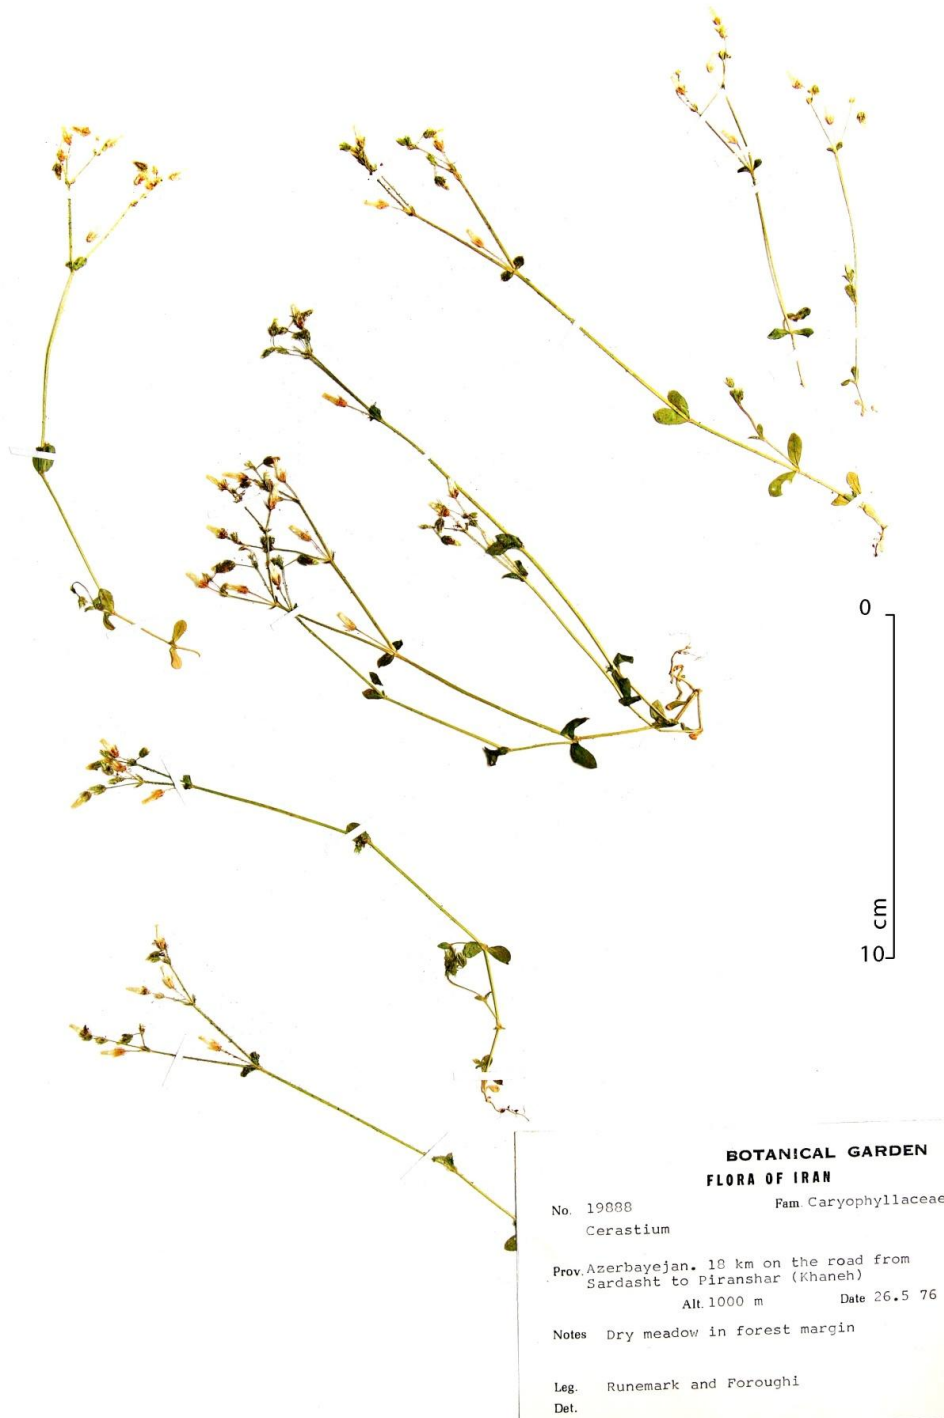 0
cm
10
BOTANICAL GARDEN
FLORA OF IRAN
No. 19888 Fam. Caryophyllaceae
Cerastium
Prov. Azerbayejan. 18 km on the road from
Sardasht to Piranshar (Khaneh)
Alt. 1000 m Date 26.5 76
Notes Dry meadow in forest margin
Leg. Runemark and Foroughi
Det.